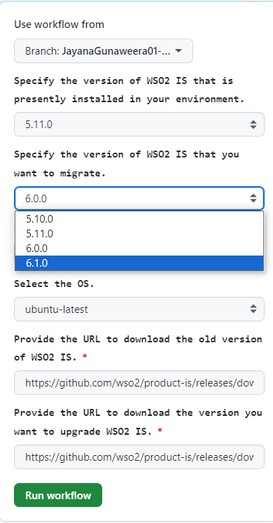 Use workflow from
Branch: JayanaGunaweera01-...
Specify the version of WSO2 IS that is
presently installed in your environment.
5.11.0
Specify the version of WSO2 IS that you
want to migrate.
6.0.0
5.10.0
5.11.0
6.0.0
6.1.0
Select the OS.
ubuntu-latest
Provide the URL to download the old version
of WSO2 IS. *
https://github.com/wso2/product-is/releases/dov
Provide the URL to download the version you
want to upgrade WSO2 IS. *
https://github.com/wso2/product-is/releases/dov
Run workflow